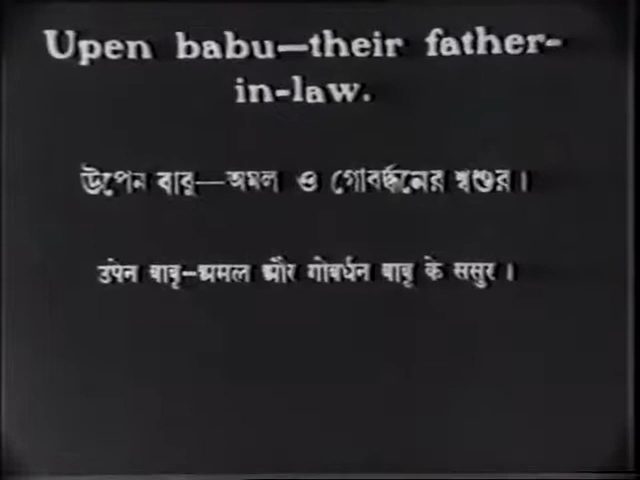 Upen babu—their father-
in-law.
উপেন বাবু—অমল ও গোবর্দ্ধনের শ্বশুর।
उपेन बाबू-अमल और गोबर्धन बाबू के ससुर ।